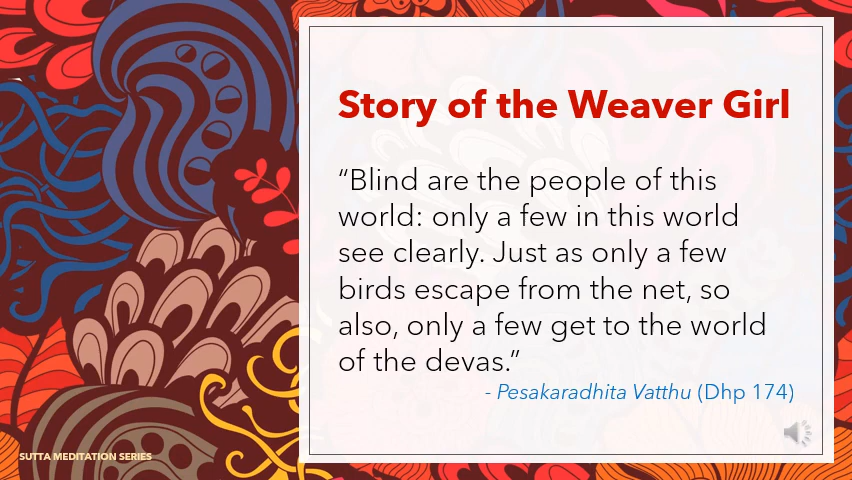 Story of the Weaver Girl
“Blind are the people of this
world: only a few in this world
see clearly. Just as only a few
birds escape from the net, so
also, only a few get to the world
of the devas.”
- Pesakaradhita Vatthu (Dhp 174)
SUTTA MEDITATION SERIES